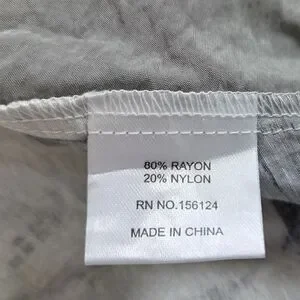 80% RAYON
20% NYLON
RN NO.156124
MADE IN CHINA